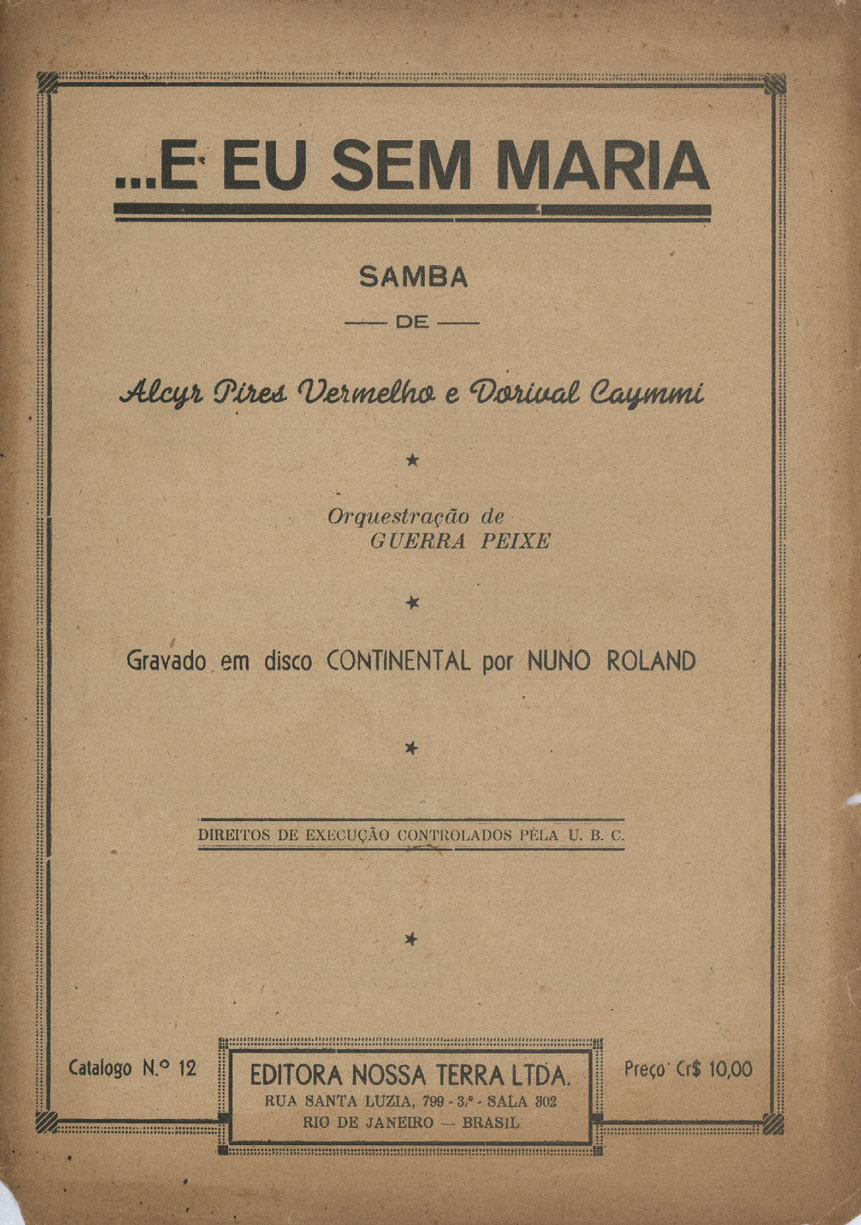 ...E EU SEM MARIA
SAMBA
DE
Alcyr Pires Vermelho e Dorival Caymmi
Orquestração de
GUERRA PEIXE
Gravado em disco CONTINENTAL por NUNO ROLAND
DIREITOS DE EXECUÇÃO CONTROLADOS PÉLA U. B. C.
Catalogo N.º 12
EDITORA NOSSA TERRA LTDA.
RUA SANTA LUZIA, 799 - 3.º - SALA 302
RIO DE JANEIRO — BRASIL
Preço Cr$ 10,00